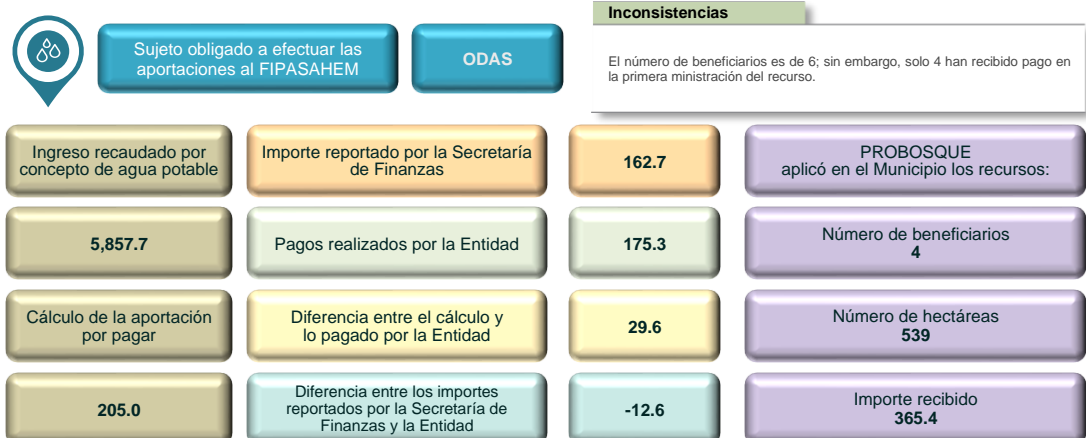 Sujeto obligado a efectuar las
aportaciones al FIPASAHEM
ODAS
Inconsistencias
El número de beneficiarios es de 6; sin embargo, solo 4 han recibido pago en
la primera ministración del recurso.
Ingreso recaudado por
concepto de agua potable
Importe reportado por la Secretaría
de Finanzas
162.7
PROBOSQUE
aplicó en el Municipio los recursos:
5,857.7
Pagos realizados por la Entidad
175.3
Número de beneficiarios
4
Cálculo de la aportación
por pagar
Diferencia entre el cálculo y
lo pagado por la Entidad
29.6
Número de hectáreas
539
205.0
Diferencia entre los importes
reportados por la Secretaría de
Finanzas y la Entidad
-12.6
Importe recibido
365.4